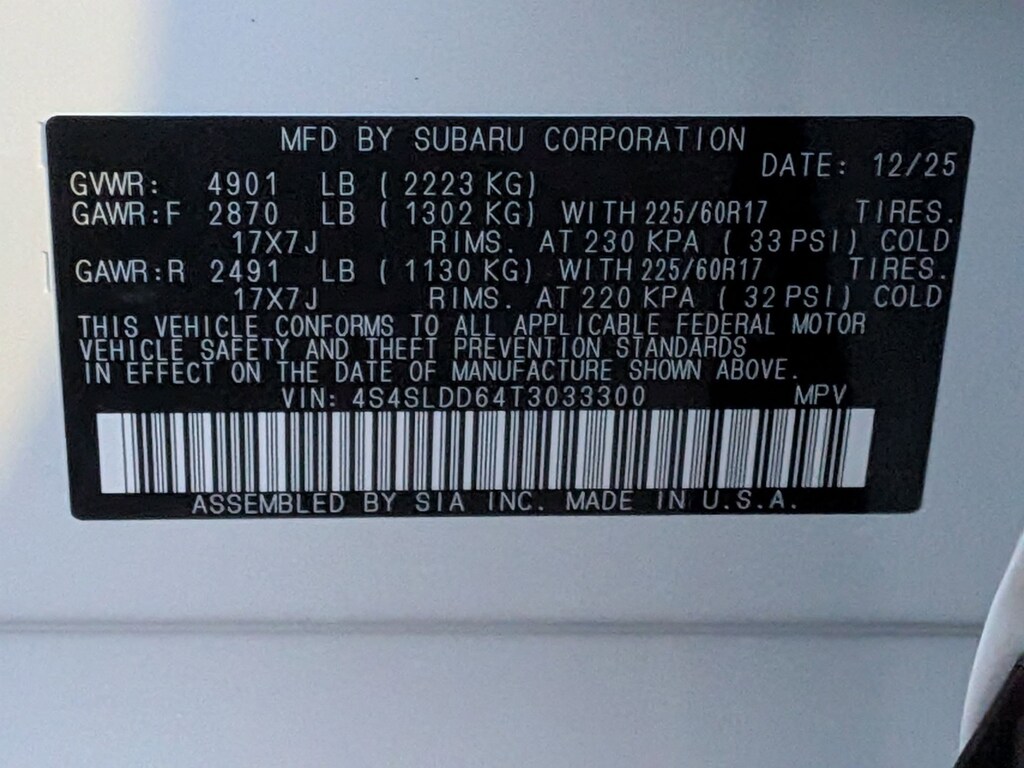 MFD BY SUBARU CORPORATION
DATE: 12/25
GVWR: 4901 LB ( 2223 KG)
GAWR:F 2870 LB ( 1302 KG) WITH 225/60R17 TIRES.
17X7J RIMS. AT 230 KPA ( 33 PSI) COLD
GAWR:R 2491 LB ( 1130 KG) WITH 225/60R17 TIRES.
17X7J RIMS. AT 220 KPA ( 32 PSI) COLD
THIS VEHICLE CONFORMS TO ALL APPLICABLE FEDERAL MOTOR
VEHICLE SAFETY AND THEFT PREVENTION STANDARDS
IN EFFECT ON THE DATE OF MANUFACTURE SHOWN ABOVE.
VIN: 4S4SLDD64T3033300 MPV
ASSEMBLED BY SIA INC. MADE IN U.S.A.